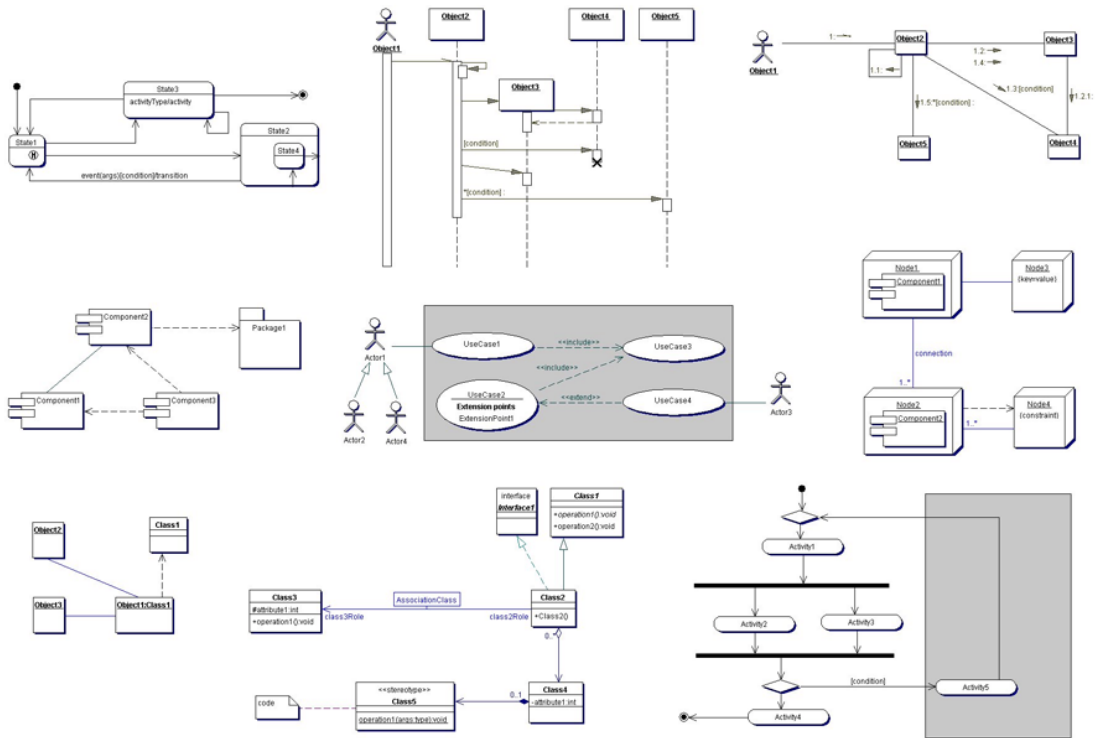 State3
activityType/activity
State1
H
State2
State4
event(args)[condition]/transition
Object1
Object2
Object4
Object5
Object3
[condition]
*[condition] :
Object1
1:
Object2
Object3
1.1:
1.2:
1.4:
1.3:[condition]
1.2.1:
1.5:*[condition] :
Object5
Object4
Component2
Package1
Component1
Component3
Actor1
Actor2
Actor4
UseCase1
<<include>>
UseCase3
<<include>>
UseCase2
Extension points
ExtensionPoint1
<<extend>>
UseCase4
Actor3
Node1
Component1
Node3
{key=value}
connection
1..*
Node2
Component2
Node4
{constraint}
1..*
Object2
Class1
Object3
Object1:Class1
interface
Interface1
Class1
+operation1():void
+operation2():void
Class3
#attribute1:int
+operation1():void
AssociationClass
class3Role
class2Role
Class2
+Class2()
0..*
code
<<stereotype>>
Class5
operation1(args:type):void
0..1
Class4
-attribute1:int
Activity1
Activity2
Activity3
[condition]
Activity5
Activity4